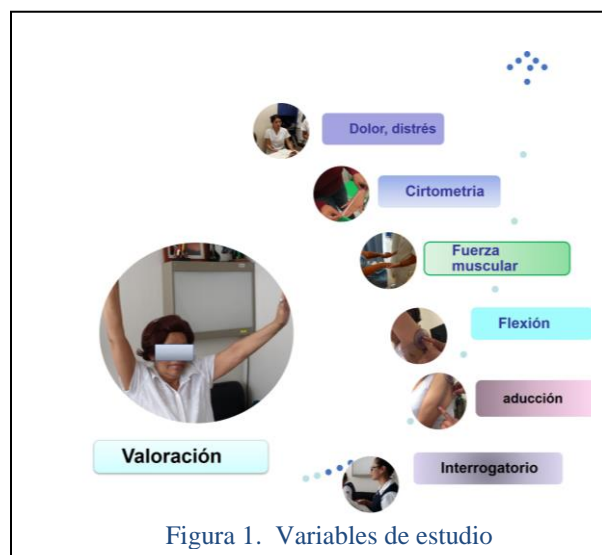 Dolor, distrés
Cirtometria
Fuerza
muscular
Flexión
aducción
Valoración
Interrogatorio
Figura 1. Variables de estudio